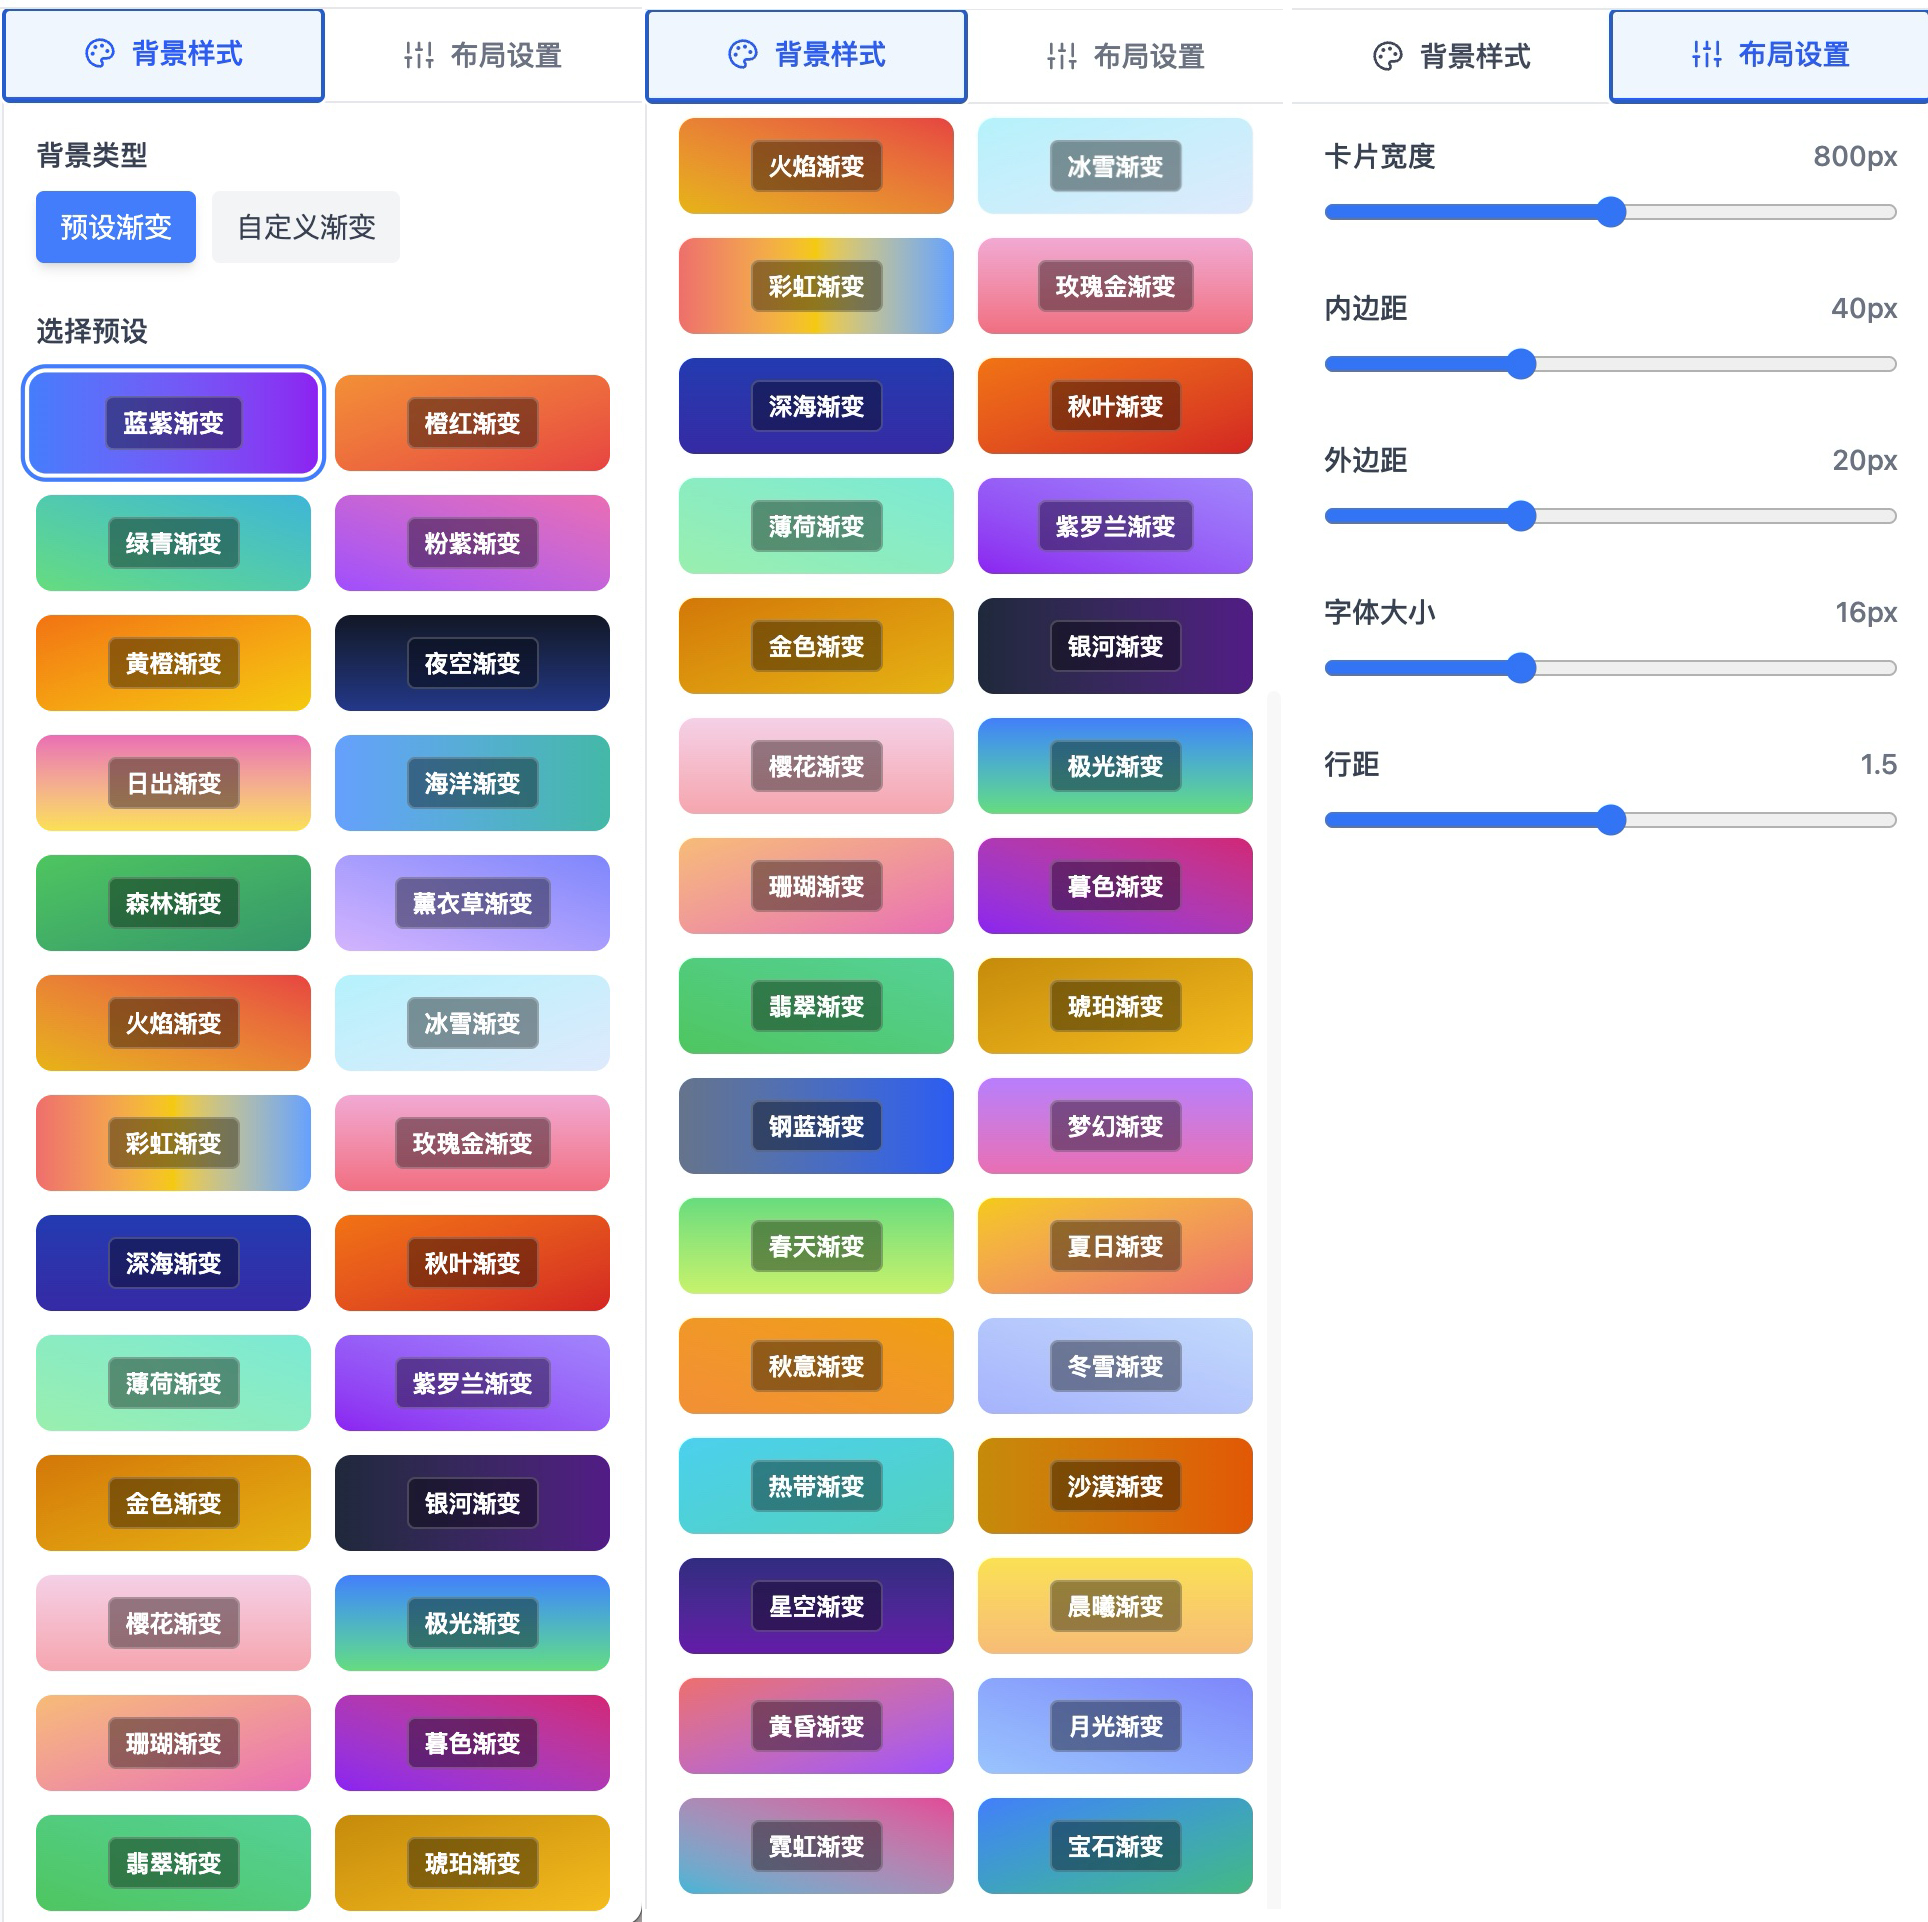 背景样式 布局设置
背景类型
预设渐变 自定义渐变
选择预设
蓝紫渐变 橙红渐变
绿青渐变 粉紫渐变
黄橙渐变 夜空渐变
日出渐变 海洋渐变
森林渐变 薰衣草渐变
火焰渐变 冰雪渐变
彩虹渐变 玫瑰金渐变
深海渐变 秋叶渐变
薄荷渐变 紫罗兰渐变
金色渐变 银河渐变
樱花渐变 极光渐变
珊瑚渐变 暮色渐变
翡翠渐变 琥珀渐变
背景样式 布局设置
火焰渐变 冰雪渐变
彩虹渐变 玫瑰金渐变
深海渐变 秋叶渐变
薄荷渐变 紫罗兰渐变
金色渐变 银河渐变
樱花渐变 极光渐变
珊瑚渐变 暮色渐变
翡翠渐变 琥珀渐变
钢蓝渐变 梦幻渐变
春天渐变 夏日渐变
秋意渐变 冬雪渐变
热带渐变 沙漠渐变
星空渐变 晨曦渐变
黄昏渐变 月光渐变
霓虹渐变 宝石渐变
背景样式 布局设置
卡片宽度 800px
内边距 40px
外边距 20px
字体大小 16px
行距 1.5